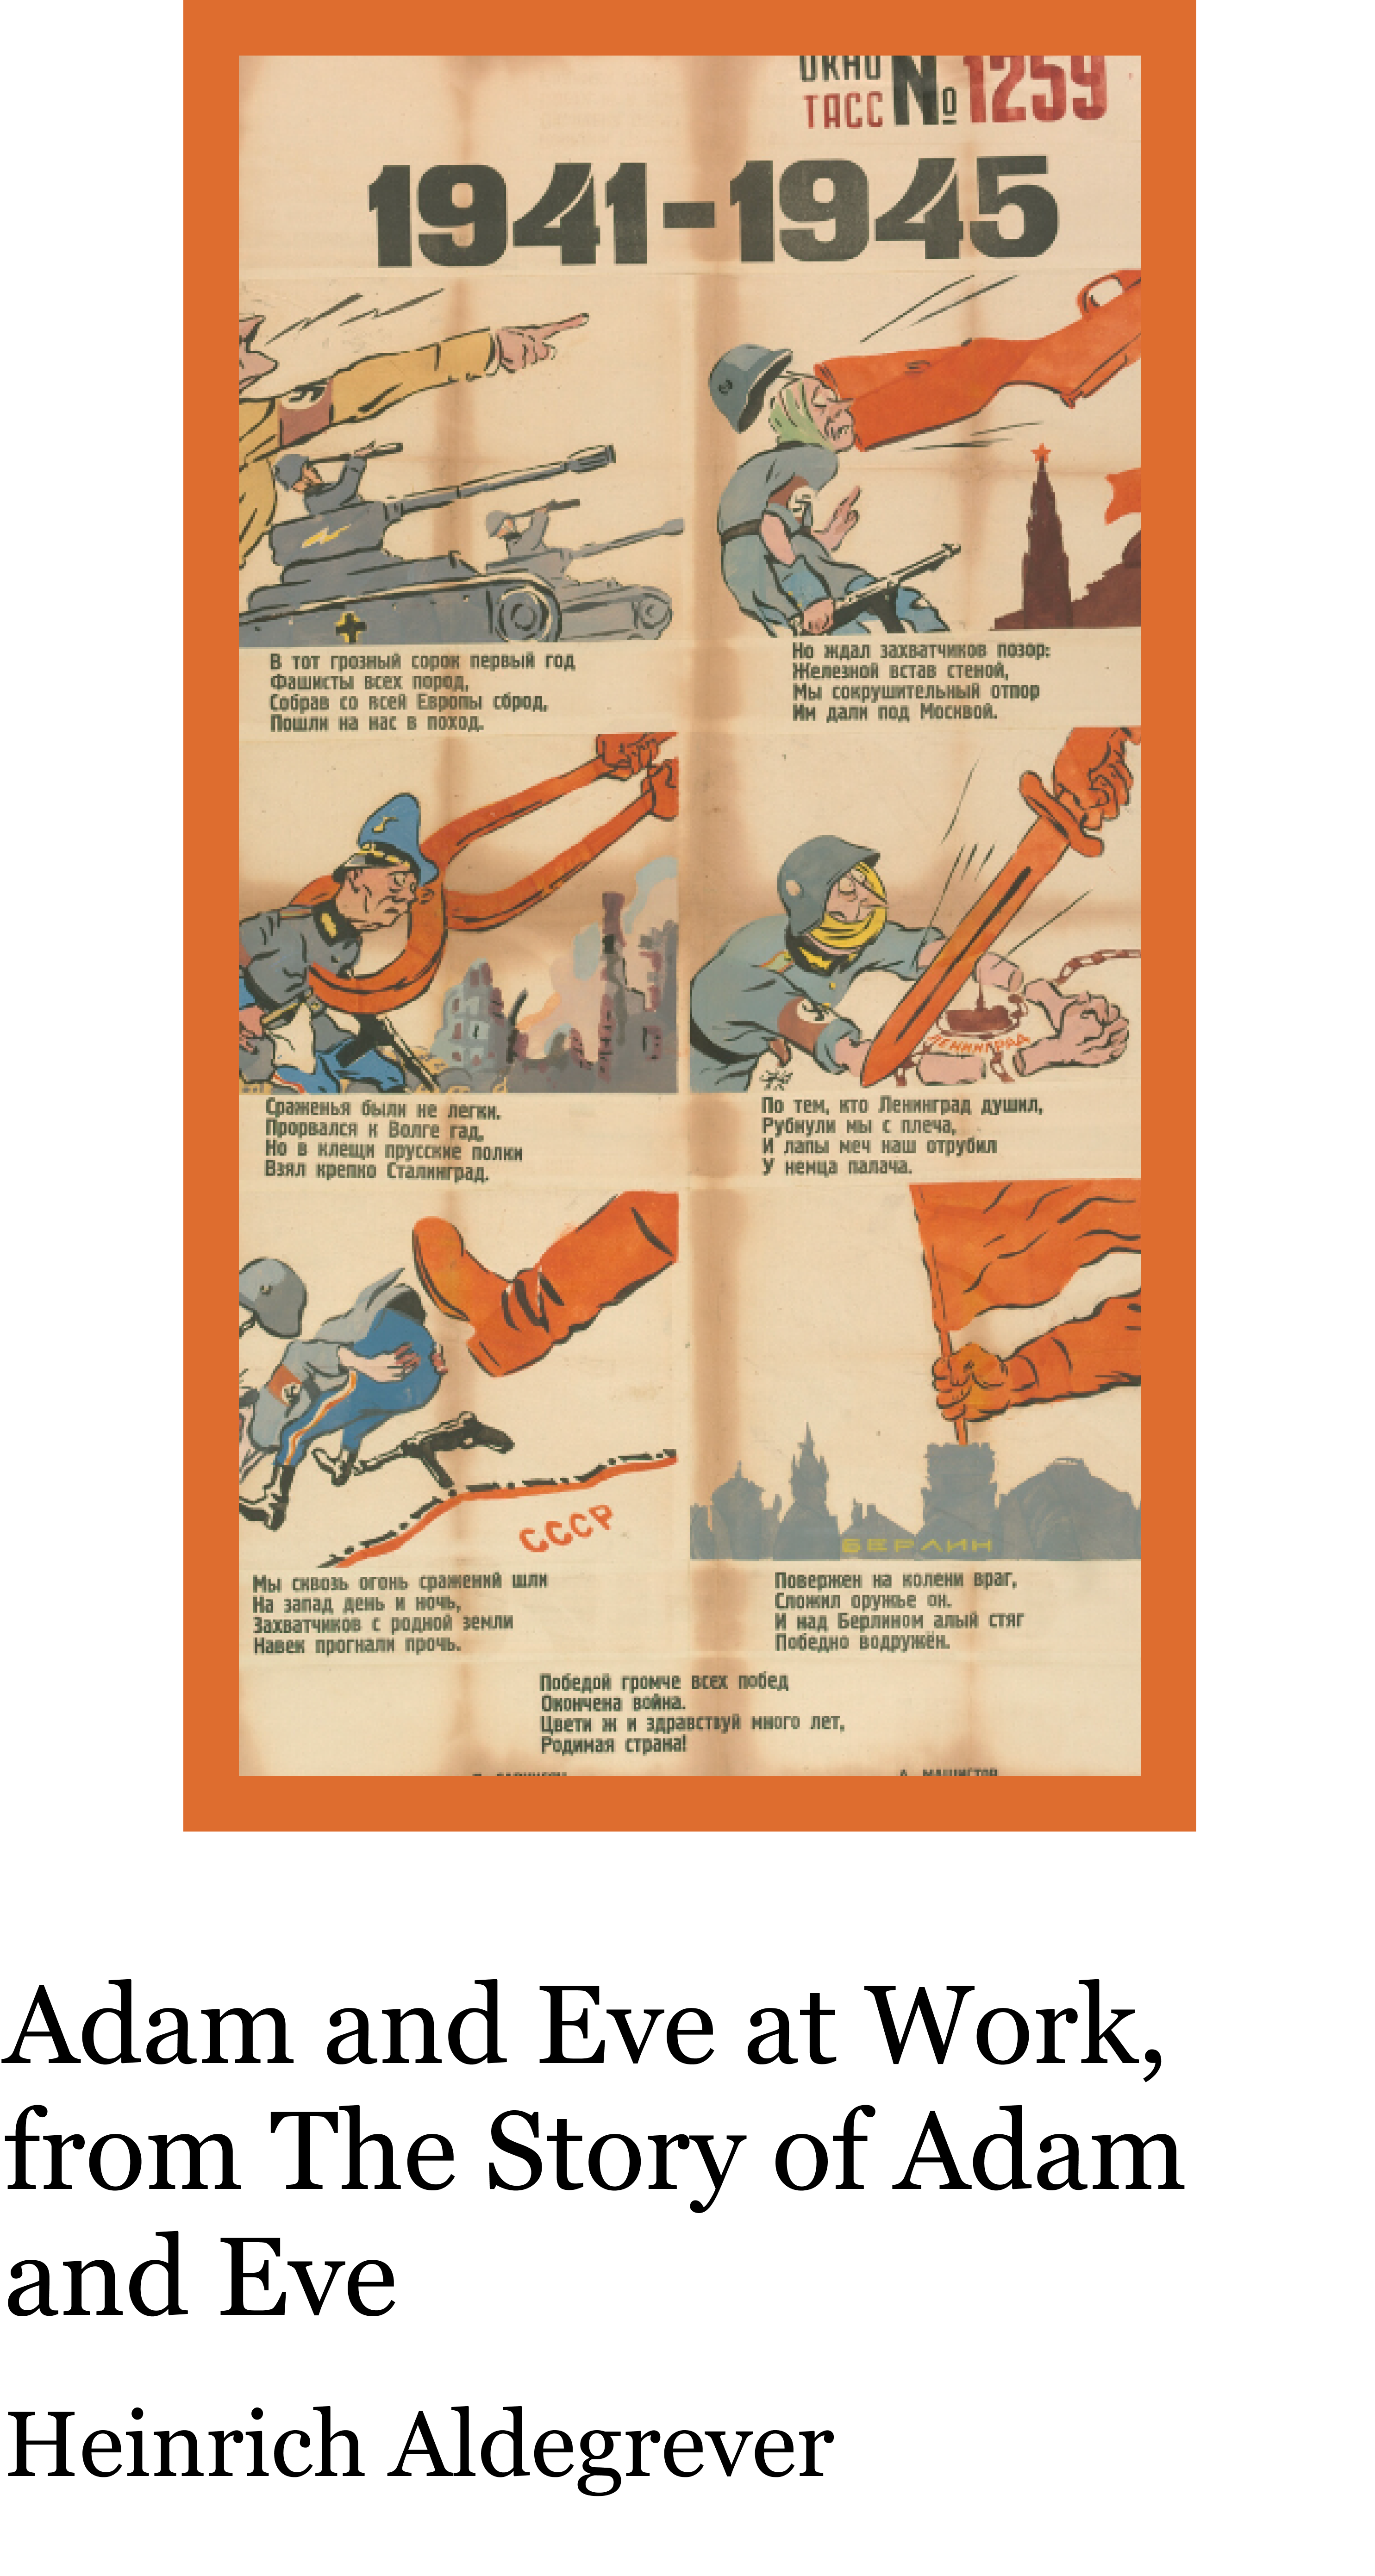 ОКНО
ТАСС № 1259
1941-1945
В тот грозный сорок первый год
Фашисты всех пород,
Собрав со всей Европы сброд,
Пошли на нас в поход.
Но ждал захватчиков позор:
Железной встав стеной,
Мы сокрушительный отпор
Им дали под Москвой.
ЛЕНИНГРАД
Сраженья были не легки.
Прорвался к Волге гад,
Но в клещи прусские полки
Взял крепко Сталинград.
По тем, кто Ленинград душил,
Рубнули мы с плеча,
И лапы меч наш отрубил
У немца палача.
СССР
БЕРЛИН
Мы сквозь огонь сражений шли
На запад день и ночь,
Захватчиков с родной земли
Навек прогнали прочь.
Повержен на колени враг,
Сложил оружье он.
И над Берлином алый стяг
Победно водружён.
Победой громче всех побед
Окончена война.
Цвети ж и здравствуй много лет,
Родимая страна!
А. МАШИСТОВ
Adam and Eve at Work,
from The Story of Adam
and Eve
Heinrich Aldegrever